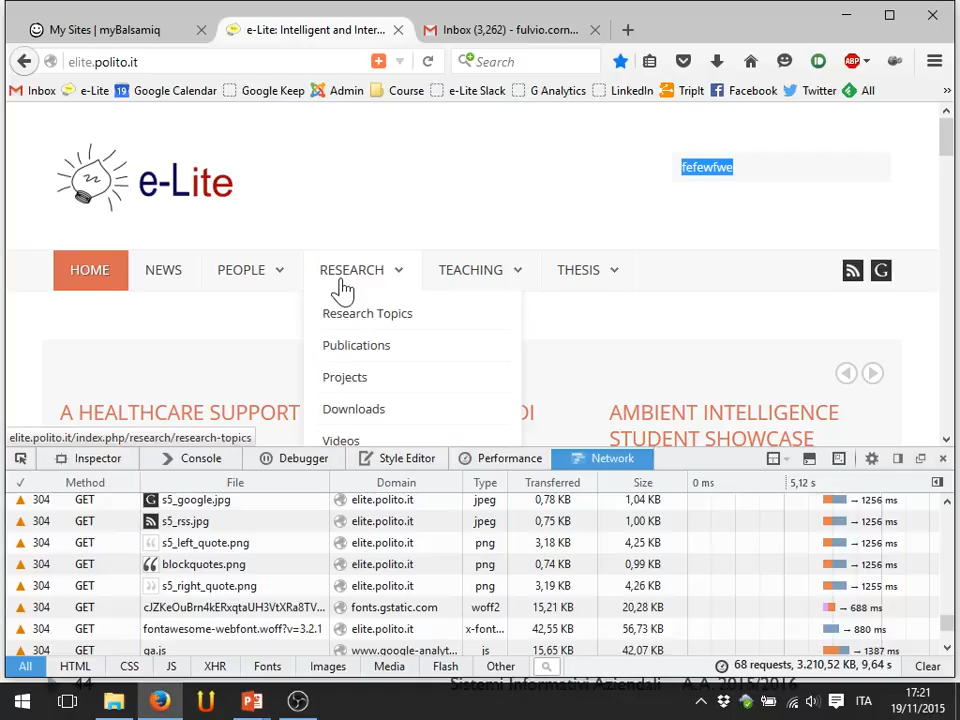 My Sites | myBalsamiq
e-Lite: Intelligent and Inter...
Inbox (3,262) - fulvio.corn...
elite.polito.it
Search
ABP
Inbox
e-Lite
19 Google Calendar
Google Keep
Admin
Course
e-Lite Slack
G Analytics
LinkedIn
TripIt
Facebook
Twitter
All
»
e-Lite
fefewfwe
HOME
NEWS
PEOPLE
RESEARCH
TEACHING
THESIS
G
Research Topics
Publications
Projects
Downloads
Videos
A HEALTHCARE SUPPORT
DI
AMBIENT INTELLIGENCE
STUDENT SHOWCASE
elite.polito.it/index.php/research/research-topics
Inspector
Console
Debugger
Style Editor
Performance
Network
✓ Method File Domain Type Transferred Size 0 ms 5,12 s
304 GET G s5_google.jpg elite.polito.it jpeg 0,78 KB 1,04 KB → 1256 ms
304 GET s5_rss.jpg elite.polito.it jpeg 0,75 KB 1,00 KB → 1256 ms
304 GET s5_left_quote.png elite.polito.it png 3,18 KB 4,25 KB → 1256 ms
304 GET blockquotes.png elite.polito.it png 0,74 KB 0,99 KB → 1256 ms
304 GET s5_right_quote.png elite.polito.it png 3,19 KB 4,26 KB → 1255 ms
304 GET cJZKeOuBrn4kERxqtaUH3VtXRa8TV... fonts.gstatic.com woff2 15,21 KB 20,28 KB → 688 ms
304 GET fontawesome-webfont.woff?v=3.2.1 elite.polito.it x-font... 42,55 KB 56,73 KB → 880 ms
304 GET ga.js www.google-analyt... js 15,65 KB 42,07 KB → 1387 ms
All HTML CSS JS XHR Fonts Images Media Flash Other 68 requests, 3.210,52 KB, 9,64 s Clear
44
Sistemi Informativi Aziendali
A.A. 2015/2016
ITA
17:21
19/11/2015